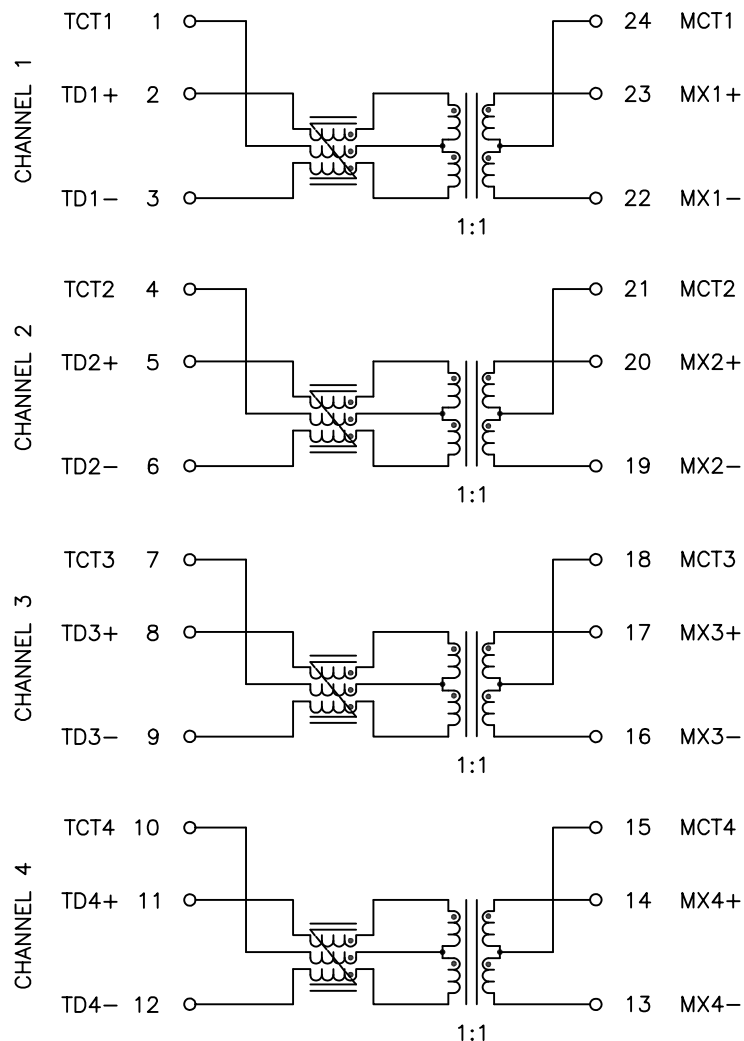 CHANNEL 1
TCT1 1 24 MCT1
TD1+ 2 23 MX1+
TD1− 3 22 MX1−
1:1
CHANNEL 2
TCT2 4 21 MCT2
TD2+ 5 20 MX2+
TD2− 6 19 MX2−
1:1
CHANNEL 3
TCT3 7 18 MCT3
TD3+ 8 17 MX3+
TD3− 9 16 MX3−
1:1
CHANNEL 4
TCT4 10 15 MCT4
TD4+ 11 14 MX4+
TD4− 12 13 MX4−
1:1